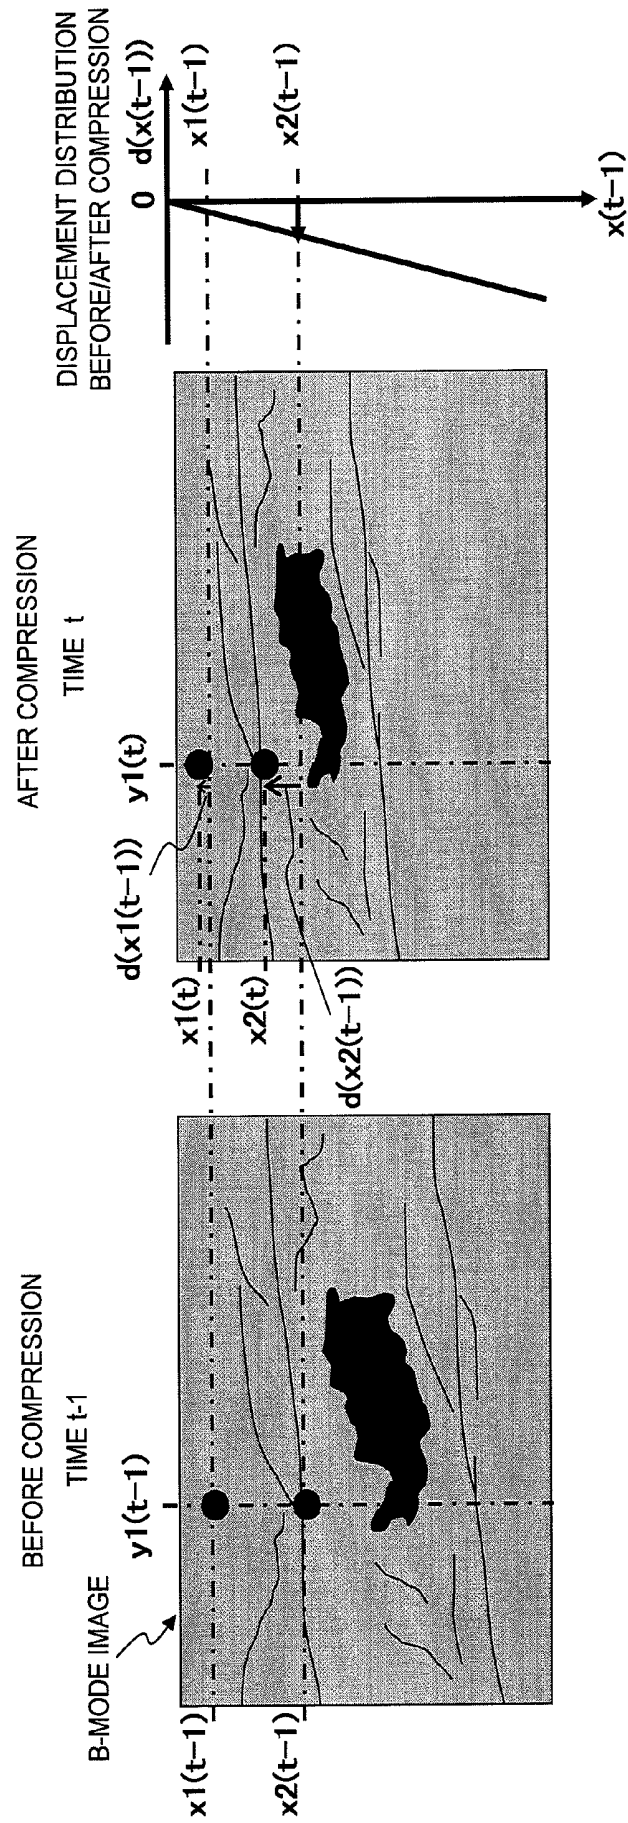 BEFORE COMPRESSION
TIME t-1
B-MODE IMAGE
y1(t−1)
x1(t−1)
x2(t−1)
AFTER COMPRESSION
TIME t
y1(t)
d(x1(t−1))
x1(t)
x2(t)
d(x2(t−1))
DISPLACEMENT DISTRIBUTION
BEFORE/AFTER COMPRESSION
0
d(x(t−1))
x1(t−1)
x2(t−1)
x(t−1)